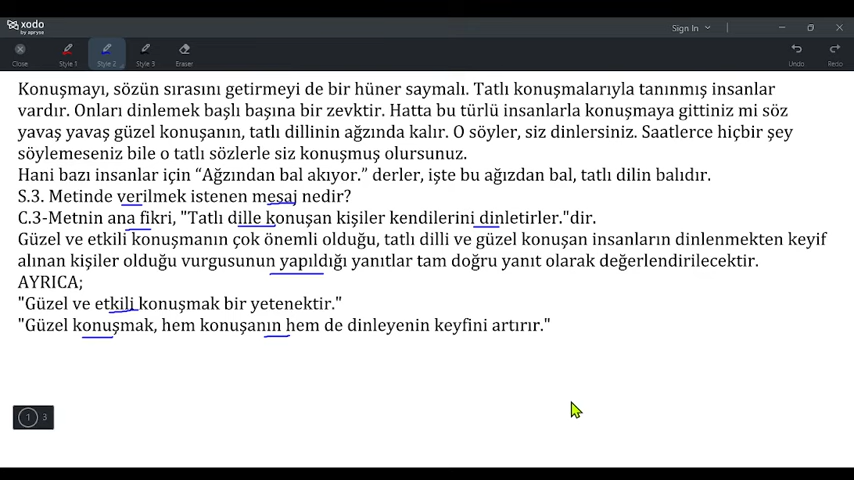 xodo
by apryse
Sign In
Close
Style 1
Style 2
Style 3
Eraser
Undo
Redo
Konuşmayı, sözün sırasını getirmeyi de bir hüner saymalı. Tatlı konuşmalarıyla tanınmış insanlar
vardır. Onları dinlemek başlı başına bir zevktir. Hatta bu türlü insanlarla konuşmaya gittiniz mi söz
yavaş yavaş güzel konuşanın, tatlı dillinin ağzında kalır. O söyler, siz dinlersiniz. Saatlerce hiçbir şey
söylemeseniz bile o tatlı sözlerle siz konuşmuş olursunuz.
Hani bazı insanlar için “Ağzından bal akıyor.” derler, işte bu ağızdan bal, tatlı dilin balıdır.
S.3. Metinde verilmek istenen mesaj nedir?
C.3-Metnin ana fikri, "Tatlı dille konuşan kişiler kendilerini dinletirler."dir.
Güzel ve etkili konuşmanın çok önemli olduğu, tatlı dilli ve güzel konuşan insanların dinlenmekten keyif
alınan kişiler olduğu vurgusunun yapıldığı yanıtlar tam doğru yanıt olarak değerlendirilecektir.
AYRICA;
"Güzel ve etkili konuşmak bir yetenektir."
"Güzel konuşmak, hem konuşanın hem de dinleyenin keyfini artırır."
1 3